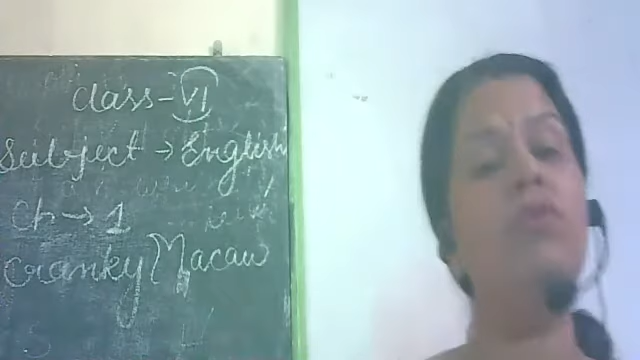 Class-VI
Subject → English
Ch → 1
Cranky Macaw